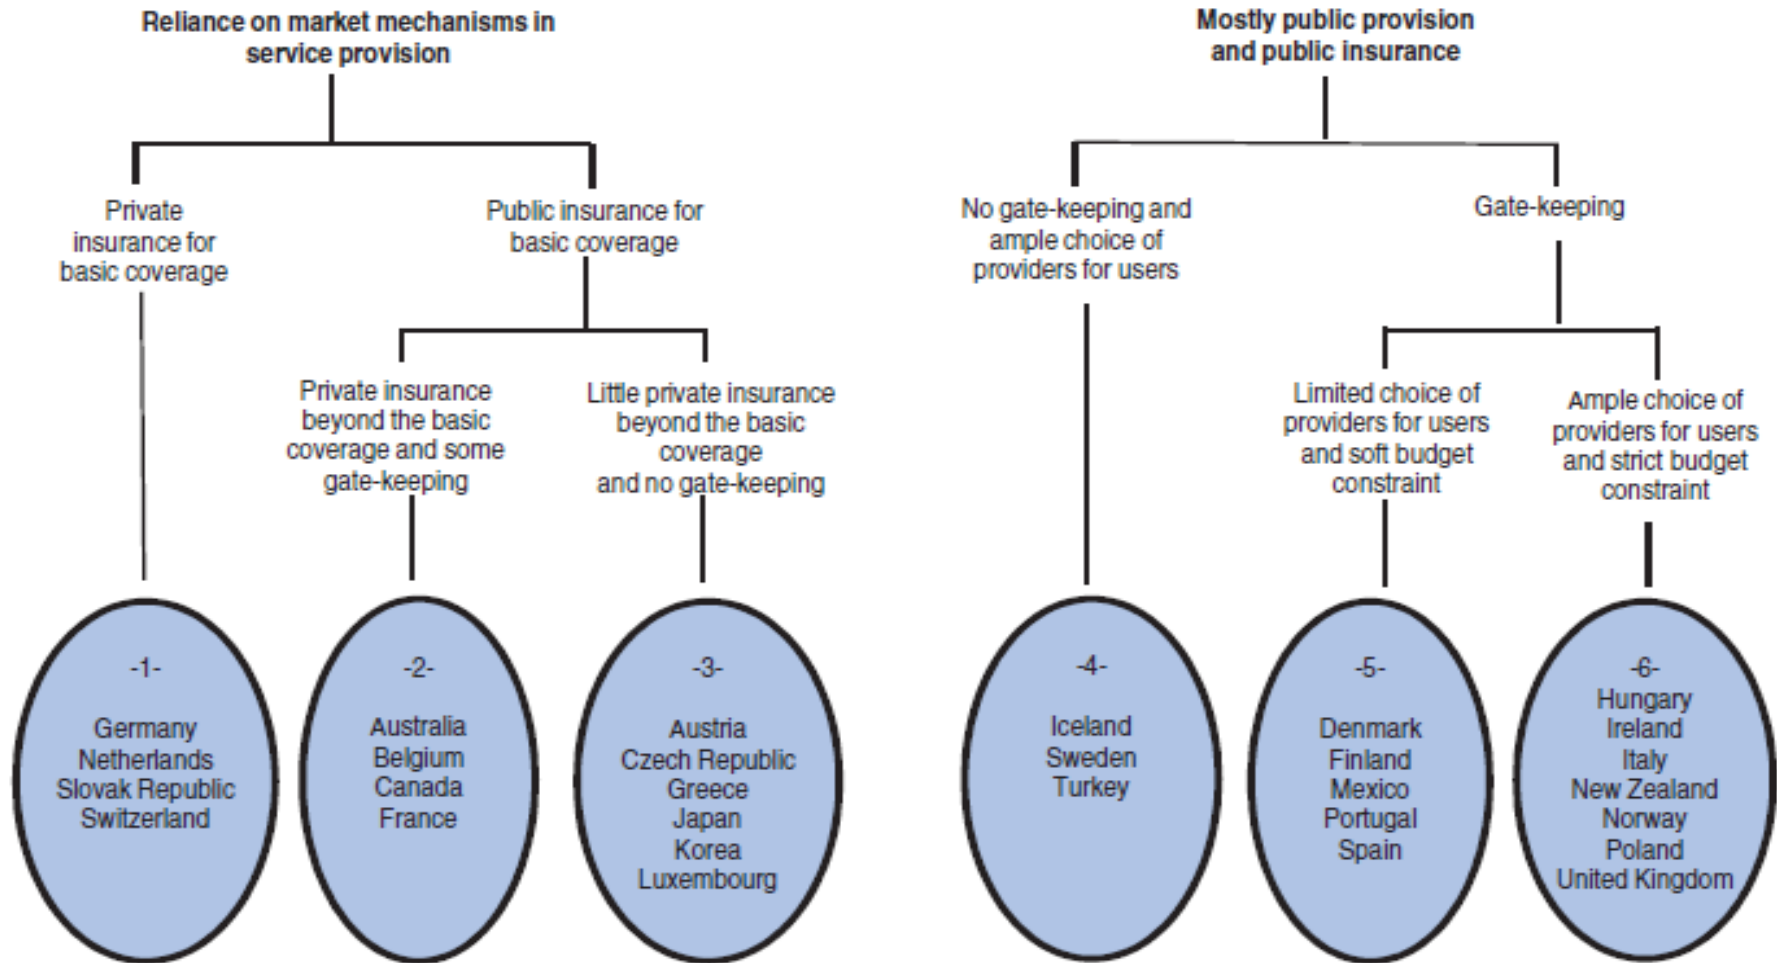 Reliance on market mechanisms in
service provision
Private
insurance for
basic coverage
Public insurance for
basic coverage
Private insurance
beyond the basic
coverage and some
gate-keeping
Little private insurance
beyond the basic
coverage
and no gate-keeping
-1-
Germany
Netherlands
Slovak Republic
Switzerland
-2-
Australia
Belgium
Canada
France
-3-
Austria
Czech Republic
Greece
Japan
Korea
Luxembourg
Mostly public provision
and public insurance
No gate-keeping and
ample choice of
providers for users
Gate-keeping
Limited choice of
providers for users
and soft budget
constraint
Ample choice of
providers for users
and strict budget
constraint
-4-
Iceland
Sweden
Turkey
-5-
Denmark
Finland
Mexico
Portugal
Spain
-6-
Hungary
Ireland
Italy
New Zealand
Norway
Poland
United Kingdom